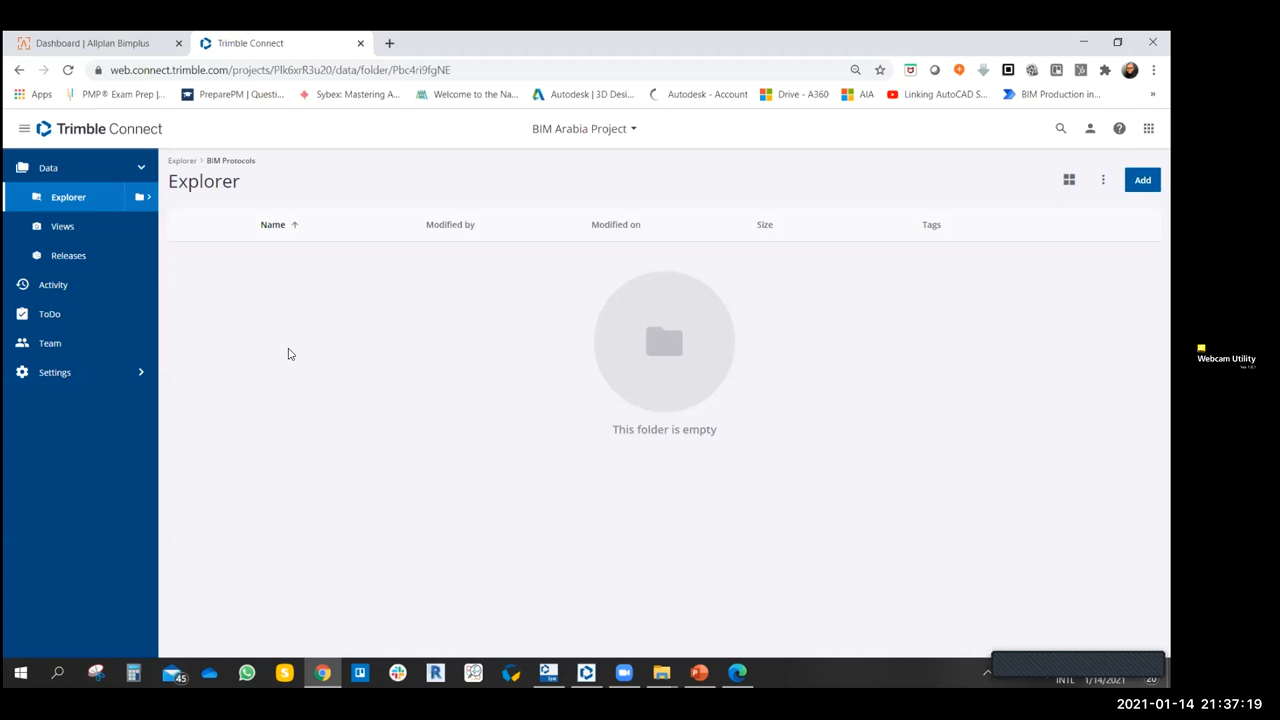 Dashboard | Allplan Bimplus
Trimble Connect
web.connect.trimble.com/projects/Plk6xrR3u20/data/folder/Pbc4ri9fgNE
Apps
PMP® Exam Prep |...
PreparePM | Questi...
Sybex: Mastering A...
Welcome to the Na...
Autodesk | 3D Desi...
Autodesk - Account
Drive - A360
AIA
Linking AutoCAD S...
BIM Production in...
»
Trimble Connect
BIM Arabia Project
Data
Explorer
Views
Releases
Activity
ToDo
Team
Settings
Explorer > BIM Protocols
Explorer
Add
Name
Modified by
Modified on
Size
Tags
This folder is empty
Webcam Utility
45
INTL
1/14/2021
20
2021-01-14 21:37:19